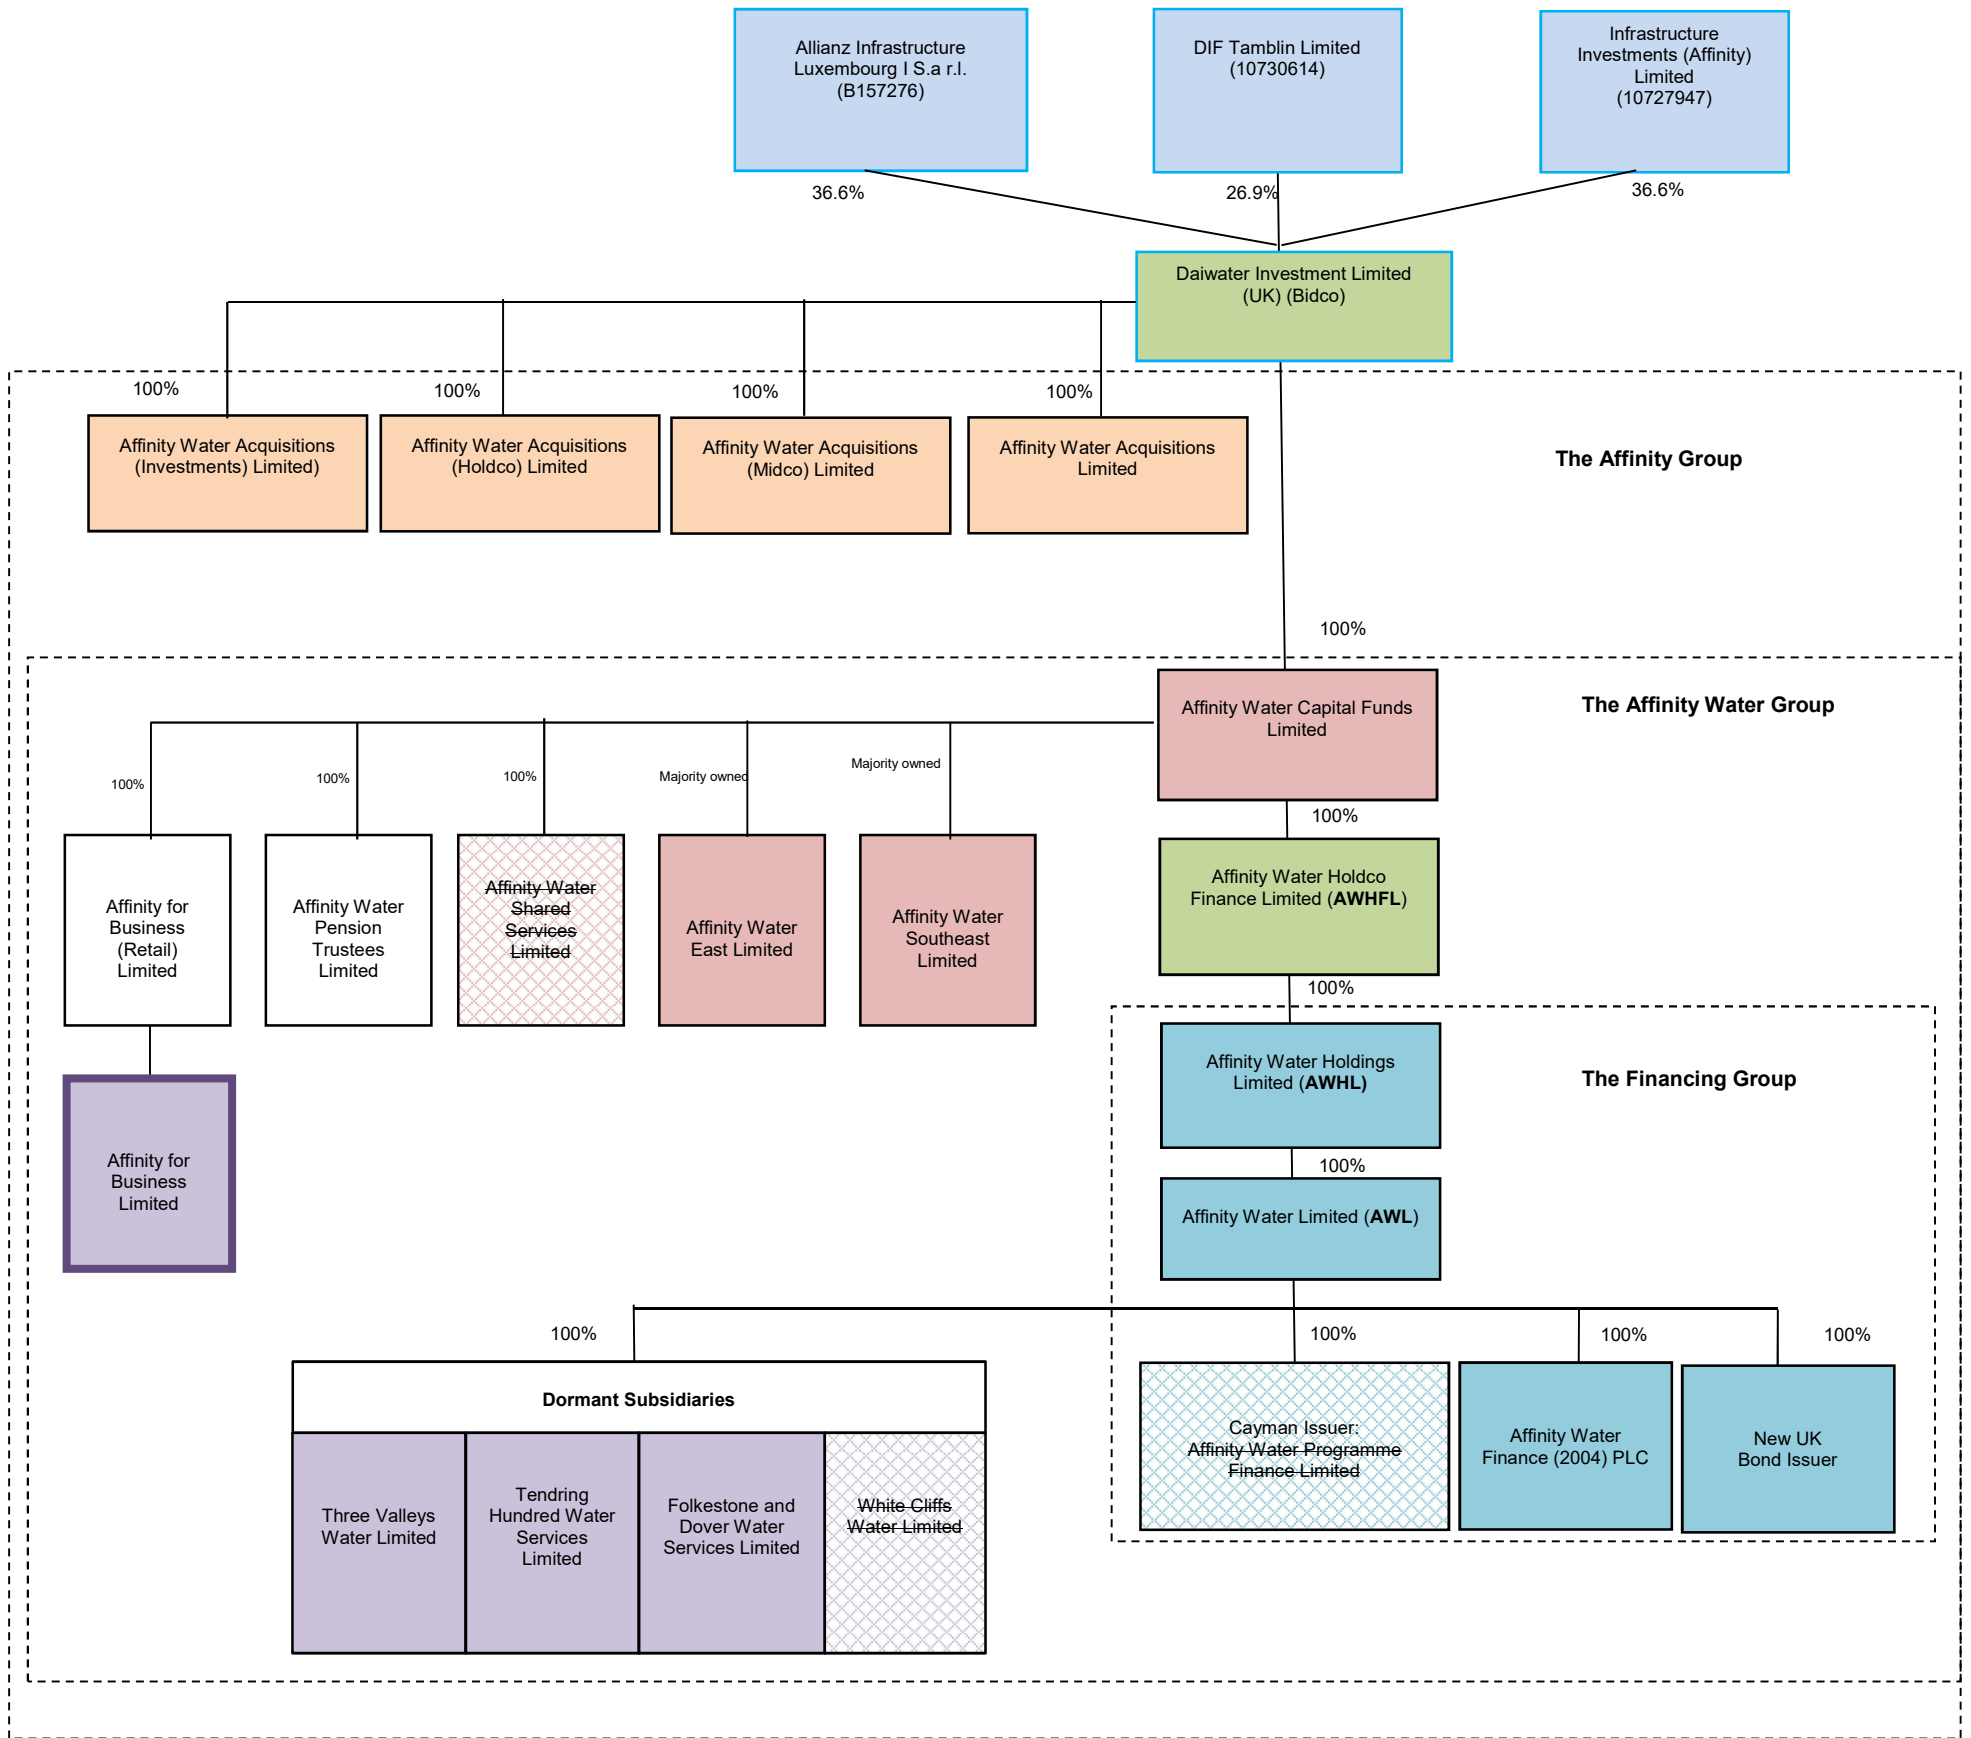 Allianz Infrastructure
Luxembourg I S.a r.l.
(B157276)
DIF Tamblin Limited
(10730614)
Infrastructure
Investments (Affinity)
Limited
(10727947)
36.6%
26.9%
36.6%
Daiwater Investment Limited
(UK) (Bidco)
100%
100%
100%
100%
Affinity Water Acquisitions
(Investments) Limited)
Affinity Water Acquisitions
(Holdco) Limited
Affinity Water Acquisitions
(Midco) Limited
Affinity Water Acquisitions
Limited
The Affinity Group
100%
Affinity Water Capital Funds
Limited
The Affinity Water Group
100%
100%
100%
Majority owned
Majority owned
100%
Affinity for
Business
(Retail)
Limited
Affinity Water
Pension
Trustees
Limited
Affinity Water
Shared
Services
Limited
Affinity Water
East Limited
Affinity Water
Southeast
Limited
Affinity Water Holdco
Finance Limited (AWHFL)
100%
Affinity Water Holdings
Limited (AWHL)
The Financing Group
Affinity for
Business
Limited
100%
Affinity Water Limited (AWL)
100%
100%
100%
100%
Dormant Subsidiaries
Three Valleys
Water Limited
Tendring
Hundred Water
Services
Limited
Folkestone and
Dover Water
Services Limited
White Cliffs
Water Limited
Cayman Issuer:
Affinity Water Programme
Finance Limited
Affinity Water
Finance (2004) PLC
New UK
Bond Issuer